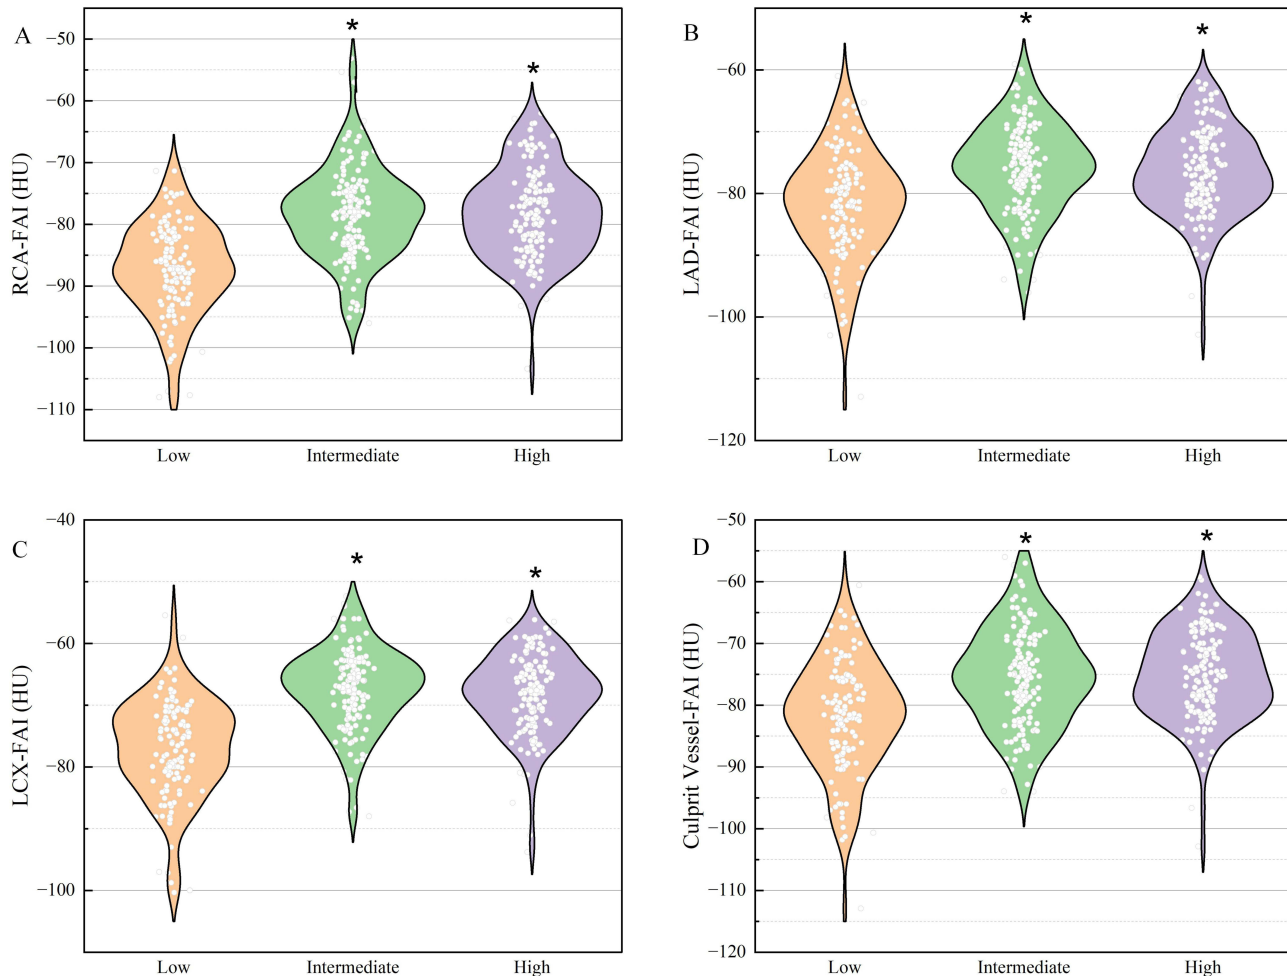 A
RCA-FAI (HU)
−50
−60
−70
−80
−90
−100
−110
*
*
Low
Intermediate
High
B
LAD-FAI (HU)
−60
−80
−100
−120
*
*
Low
Intermediate
High
C
LCX-FAI (HU)
−40
−60
−80
−100
*
*
Low
Intermediate
High
D
Culprit Vessel-FAI (HU)
−50
−60
−70
−80
−90
−100
−110
−120
*
*
Low
Intermediate
High